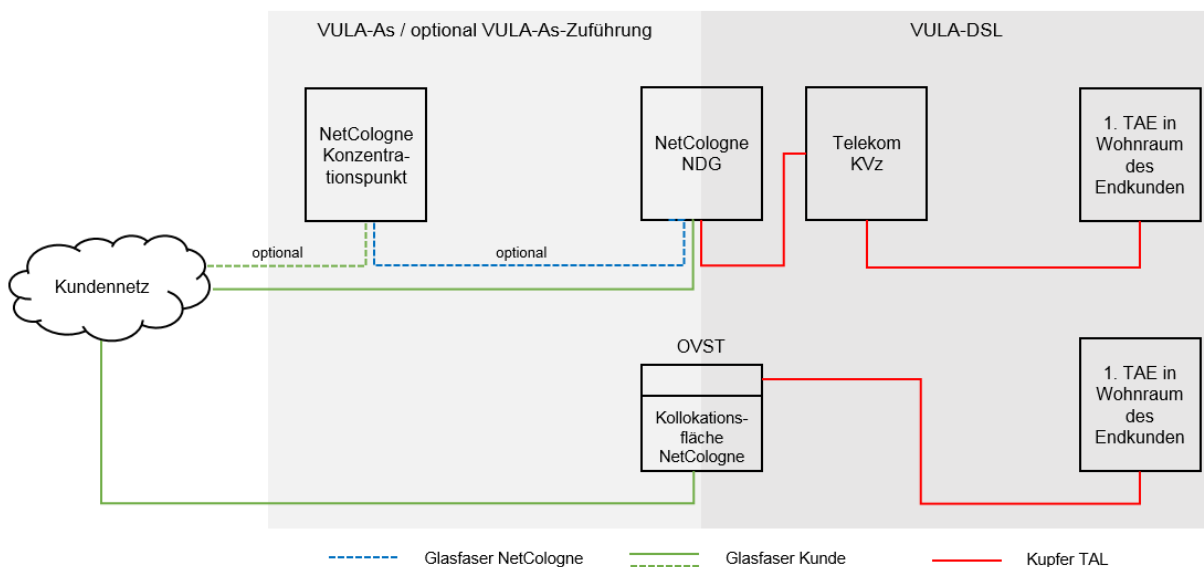 VULA-As / optional VULA-As-Zuführung
VULA-DSL
NetCologne
Konzentra-
tionspunkt
NetCologne
NDG
Telekom
KVz
1. TAE in
Wohnraum
des
Endkunden
optional
optional
Kundennetz
OVST
Kollokations-
fläche
NetCologne
1. TAE in
Wohnraum
des
Endkunden
Glasfaser NetCologne
Glasfaser Kunde
Kupfer TAL